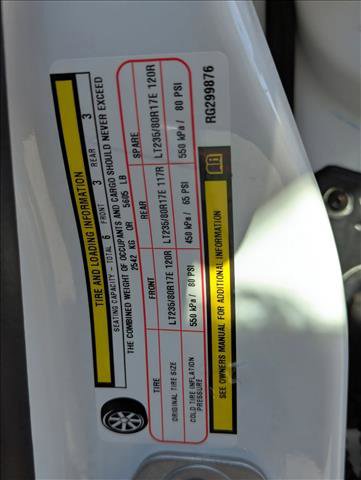 TIRE AND LOADING INFORMATION
SEATING CAPACITY - TOTAL 6 FRONT 3 REAR 3
THE COMBINED WEIGHT OF OCCUPANTS AND CARGO SHOULD NEVER EXCEED
2542 KG OR 5605 LB
TIRE FRONT REAR SPARE
ORIGINAL TIRE SIZE LT235/80R17E 120R LT235/80R17E 117R LT235/80R17E 120R
COLD TIRE INFLATION PRESSURE 550 kPa / 80 PSI 450 kPa / 65 PSI 550 kPa / 80 PSI
SEE OWNERS MANUAL FOR ADDITIONAL INFORMATION
RG299876